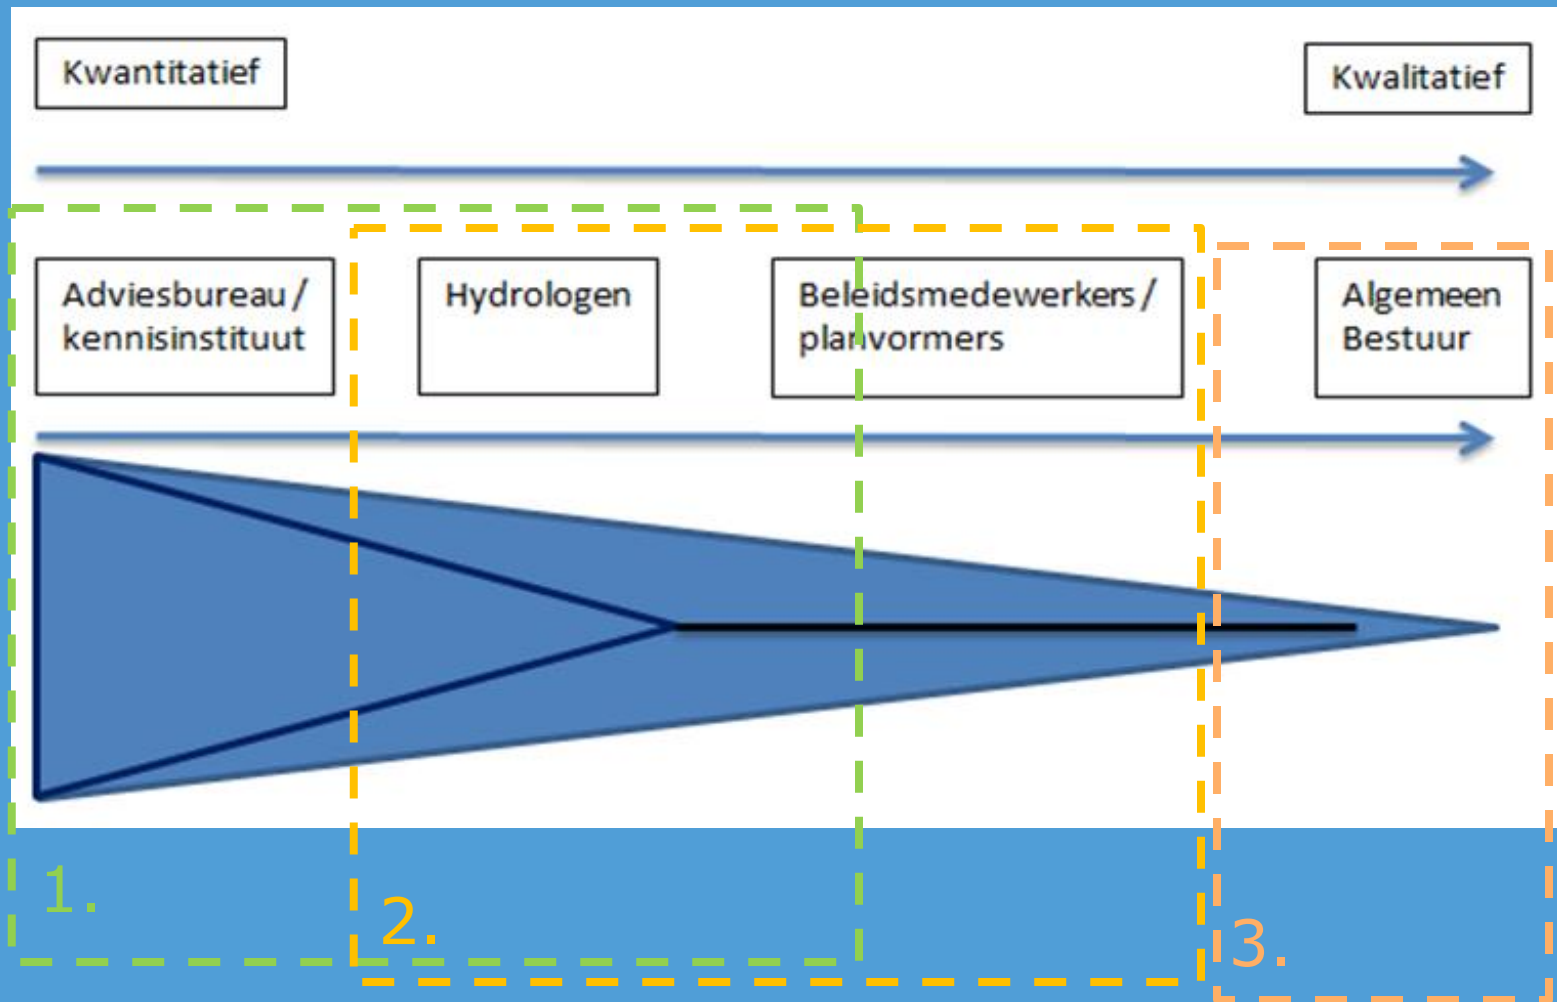 Kwantitatief
Kwalitatief
Adviesbureau/
kennisinstituut
Hydrologen
Beleidsmedewerkers/
planvormers
Algemeen
Bestuur
1.
2.
3.